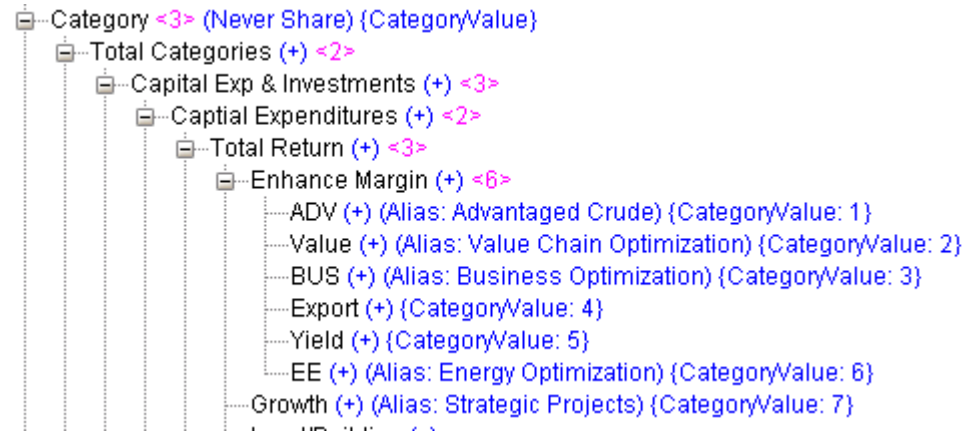 Category <3> (Never Share) {CategoryValue}
Total Categories (+) <2>
Capital Exp & Investments (+) <3>
Captial Expenditures (+) <2>
Total Return (+) <3>
Enhance Margin (+) <6>
ADV (+) (Alias: Advantaged Crude) {CategoryValue: 1}
Value (+) (Alias: Value Chain Optimization) {CategoryValue: 2}
BUS (+) (Alias: Business Optimization) {CategoryValue: 3}
Export (+) {CategoryValue: 4}
Yield (+) {CategoryValue: 5}
EE (+) (Alias: Energy Optimization) {CategoryValue: 6}
Growth (+) (Alias: Strategic Projects) {CategoryValue: 7}